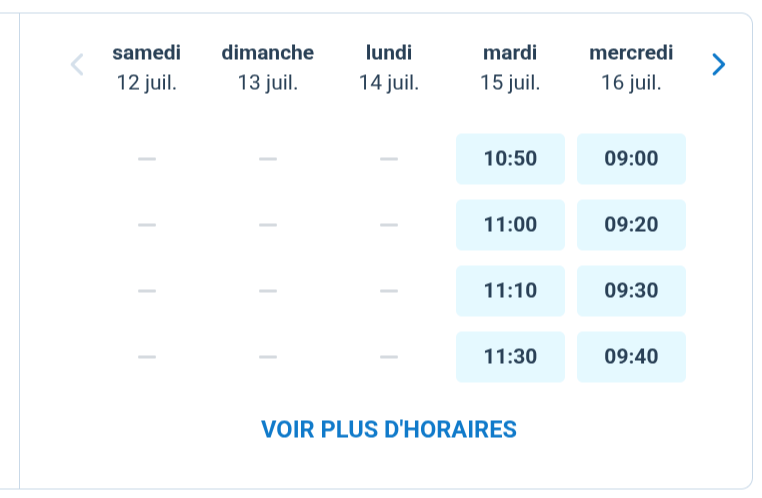 samedi dimanche lundi mardi mercredi
12 juil. 13 juil. 14 juil. 15 juil. 16 juil.
— — — 10:50 09:00
— — — 11:00 09:20
— — — 11:10 09:30
— — — 11:30 09:40
VOIR PLUS D'HORAIRES